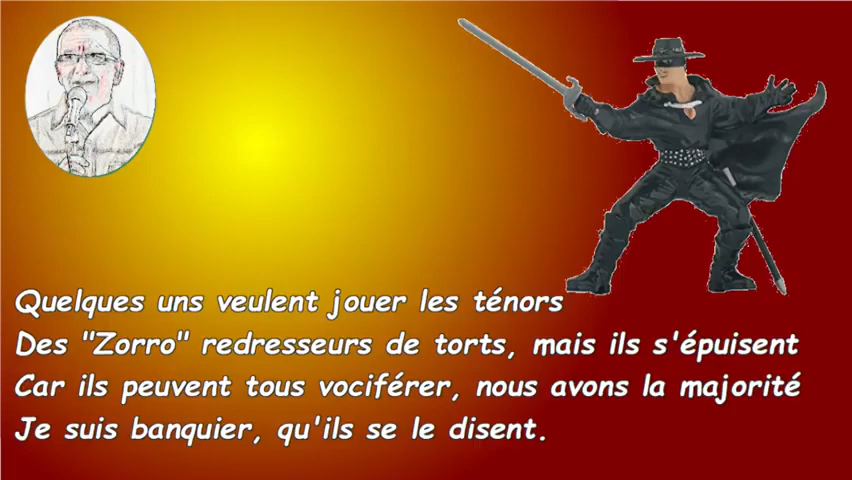 Quelques uns veulent jouer les ténors
Des "Zorro" redresseurs de torts, mais ils s'épuisent
Car ils peuvent tous vociférer, nous avons la majorité
Je suis banquier, qu'ils se le disent.